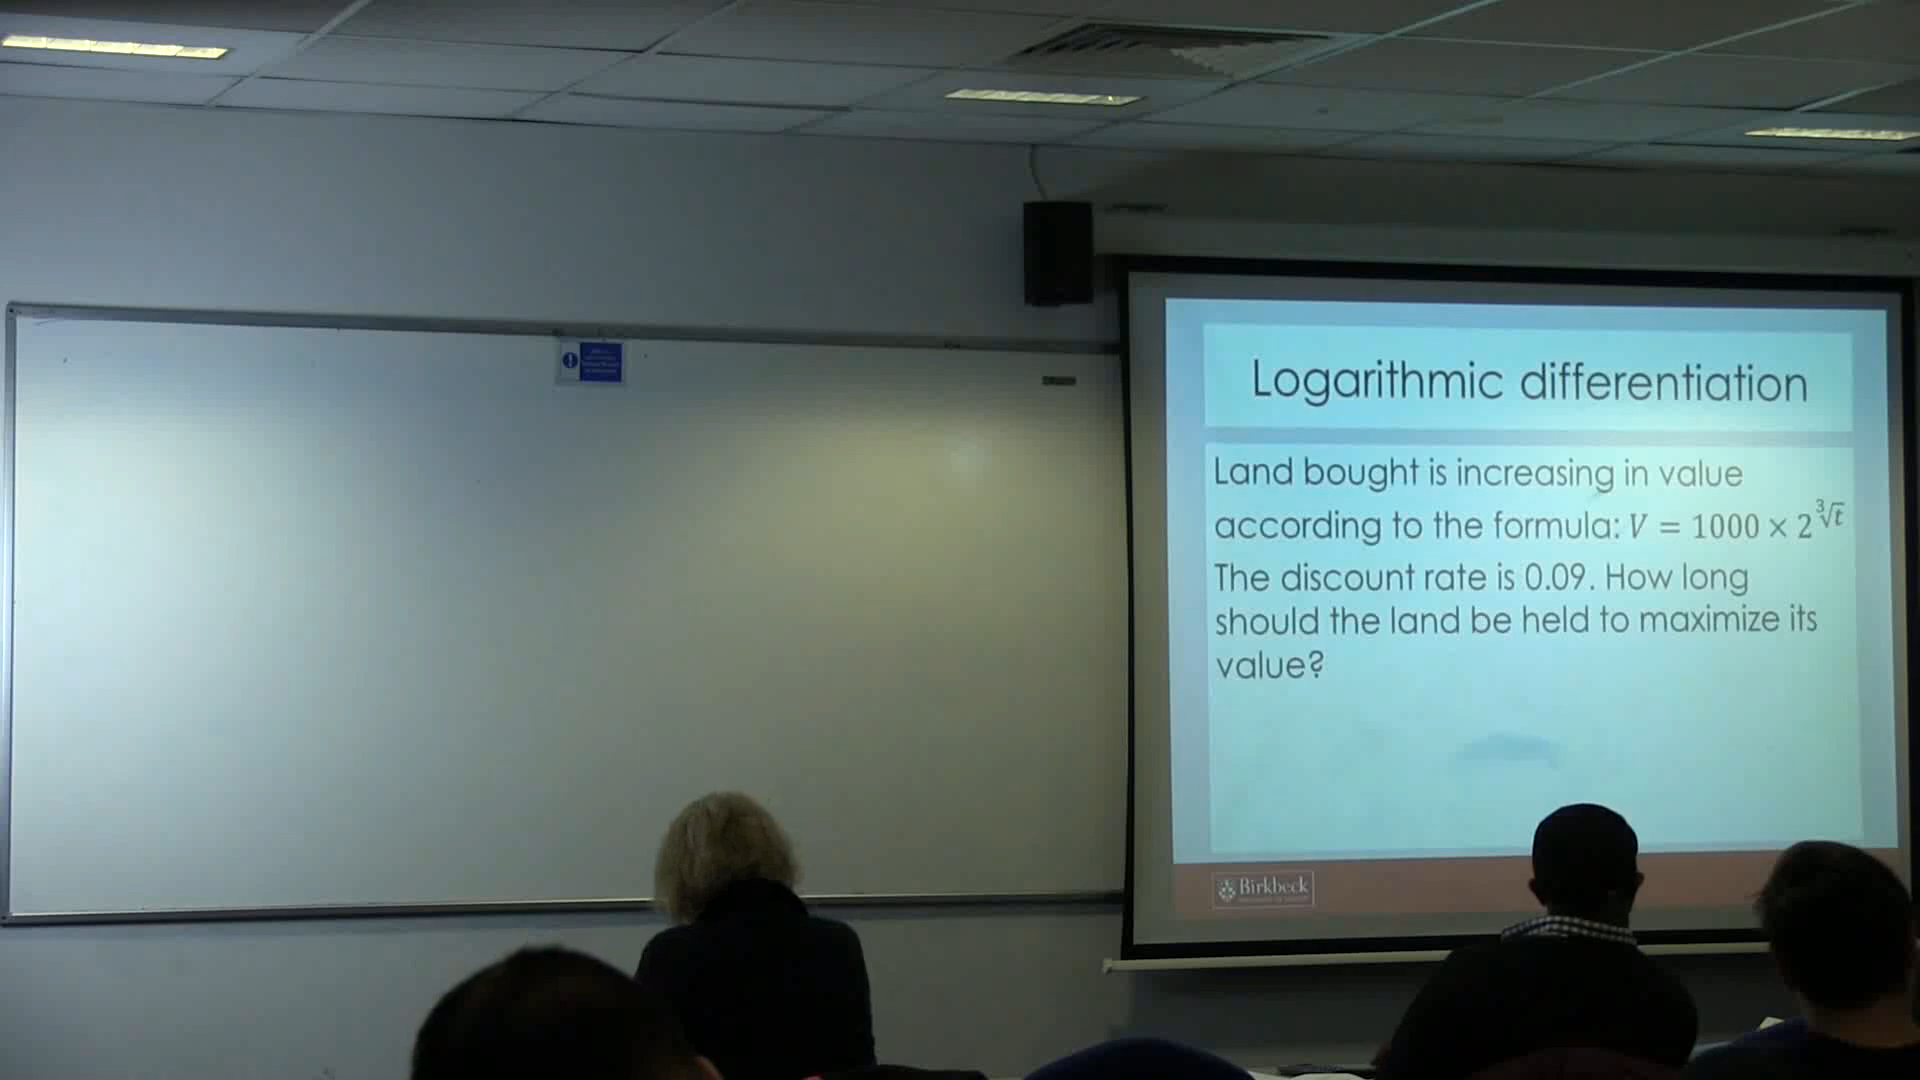 Logarithmic differentiation
Land bought is increasing in value
according to the formula: V = 1000 × 2^∛t
The discount rate is 0.09. How long
should the land be held to maximize its
value?
Birkbeck